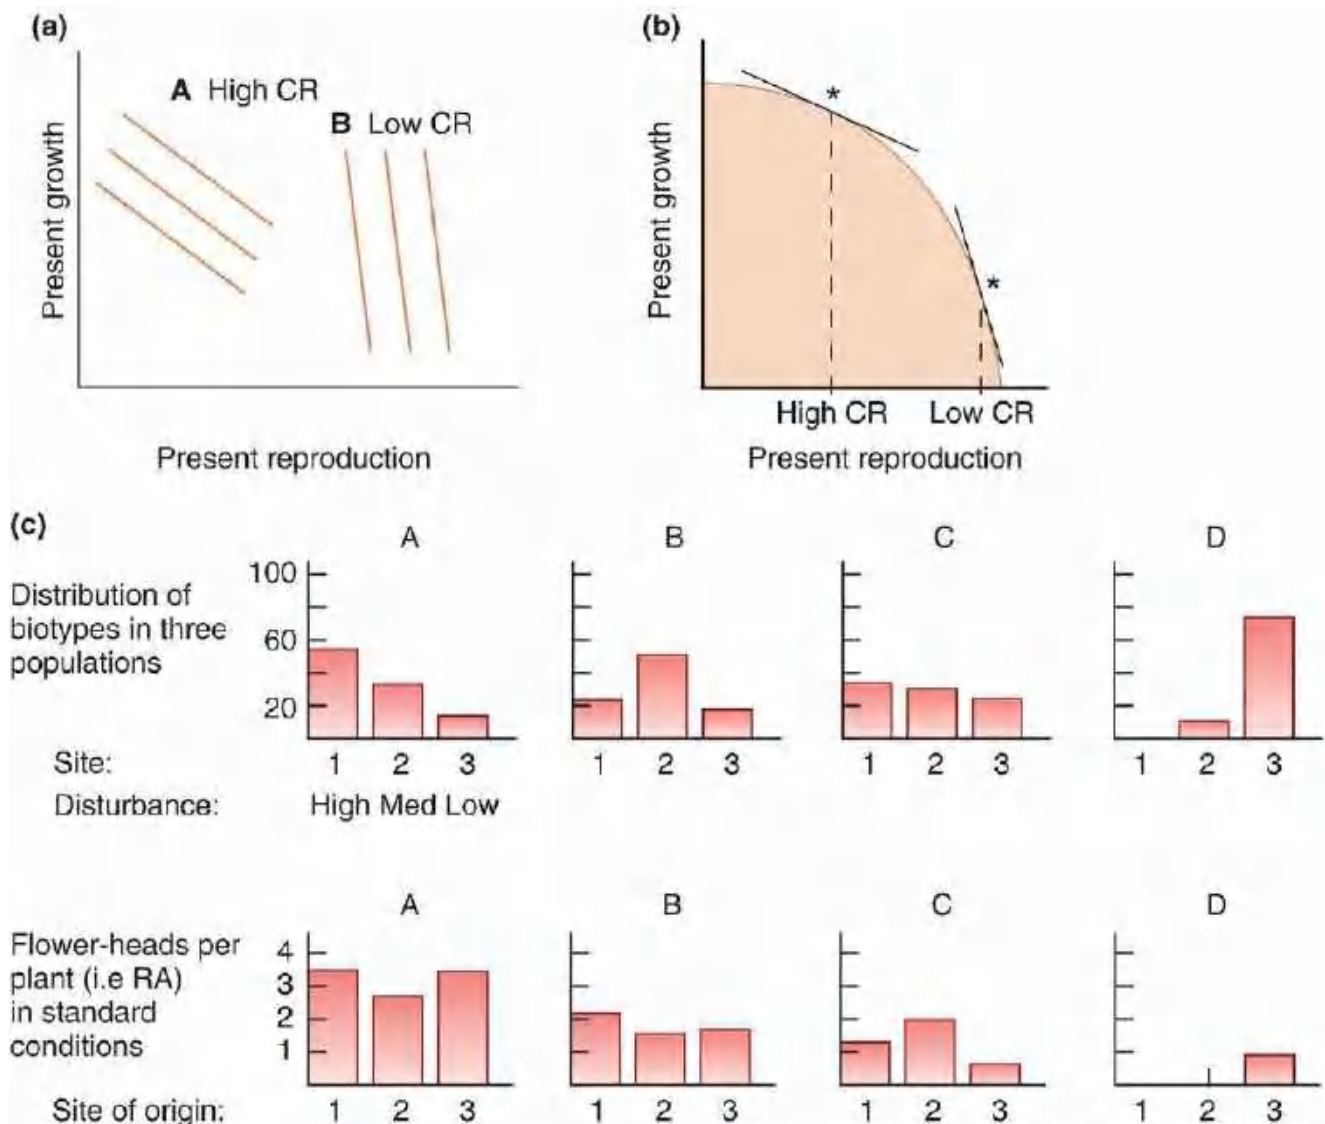 (a)
A High CR
B Low CR
Present growth
Present reproduction
(b)
*
*
Present growth
High CR Low CR
Present reproduction
(c)
A B C D
Distribution of
biotypes in three
populations
100
60
20
Site: 1 2 3 1 2 3 1 2 3 1 2 3
Disturbance: High Med Low
A B C D
Flower-heads per
plant (i.e RA)
in standard
conditions
4
3
2
1
Site of origin: 1 2 3 1 2 3 1 2 3 1 2 3